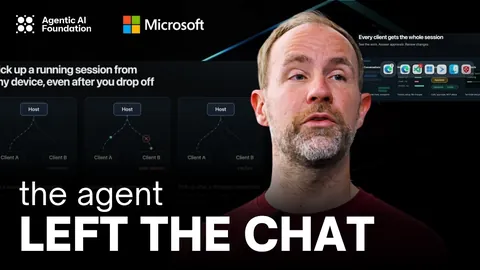 Agentic AI
Foundation
Microsoft
Every client gets the whole session
ck up a running session from
ny device, even after you drop off
Host
Host
Host
Client A
Client B
Client A
Client B
Client A
the agent
LEFT THE CHAT